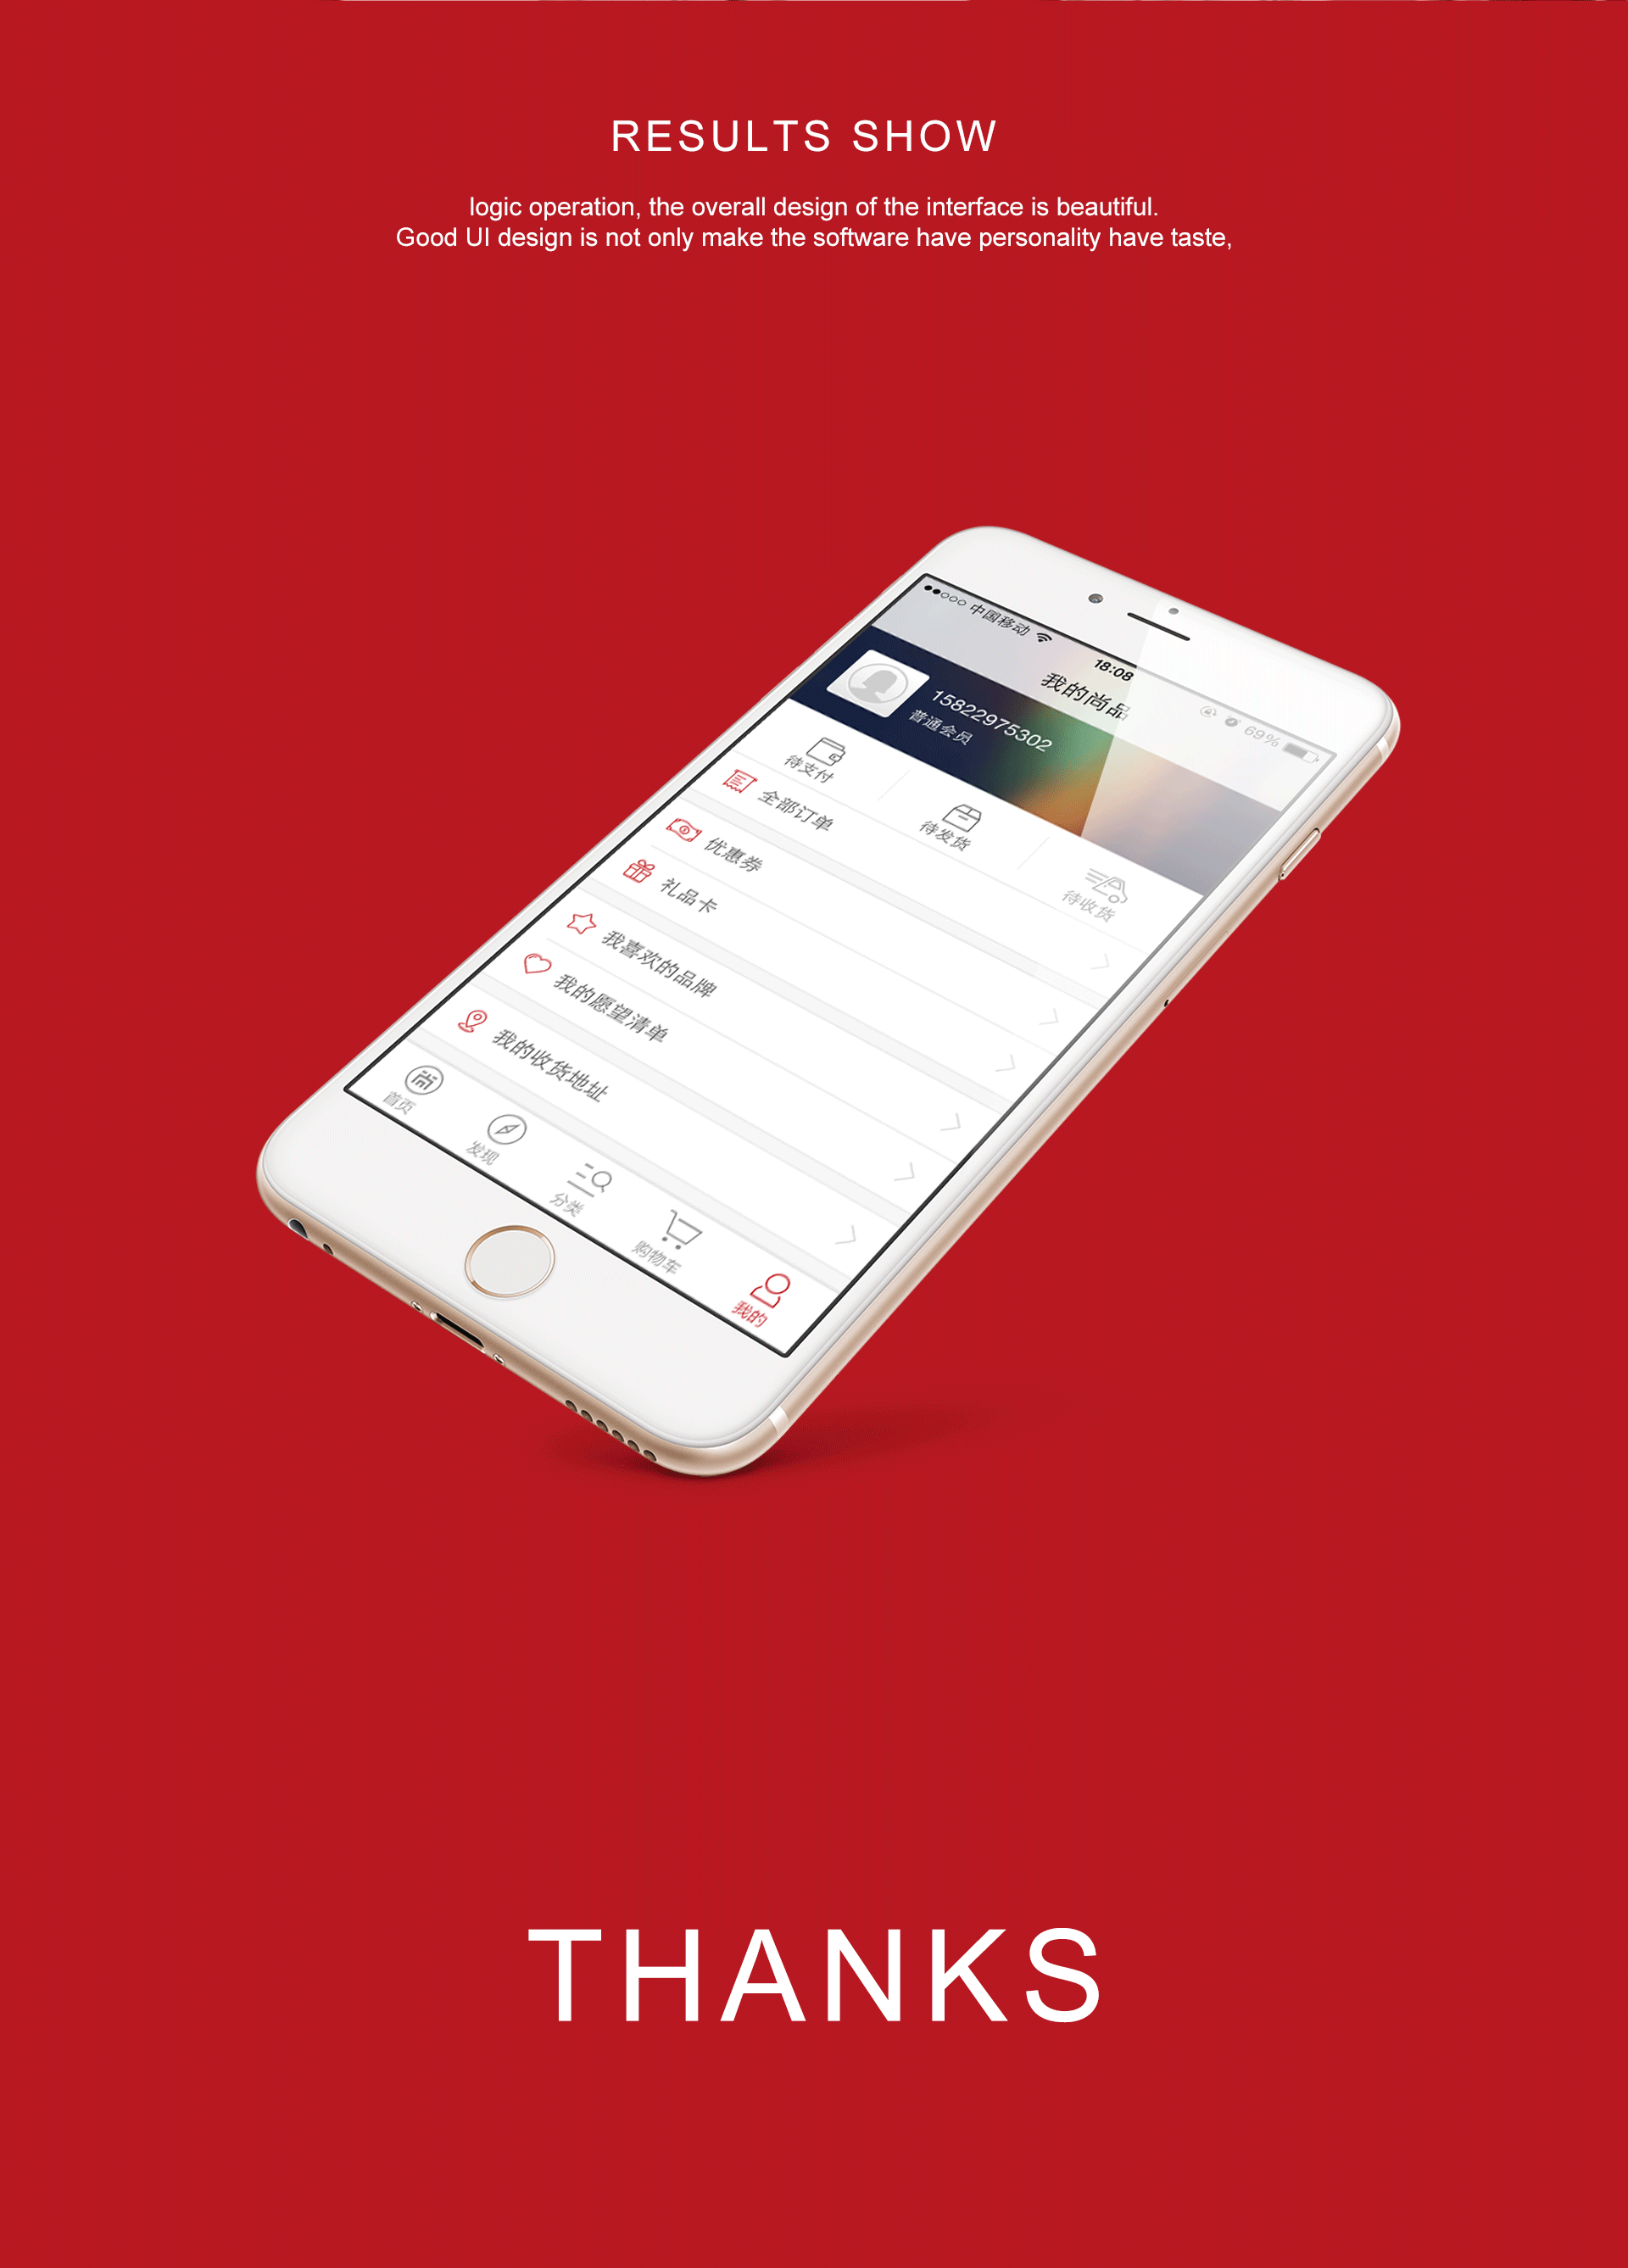 RESULTS SHOW
logic operation, the overall design of the interface is beautiful.
Good UI design is not only make the software have personality have taste,
中国移动
18:08
69%
我的尚品
15822975302
普通会员
待支付
待发货
待收货
全部订单
优惠券
礼品卡
我喜欢的品牌
我的愿望清单
我的收货地址
尚
首页
发现
分类
购物车
我的
THANKS